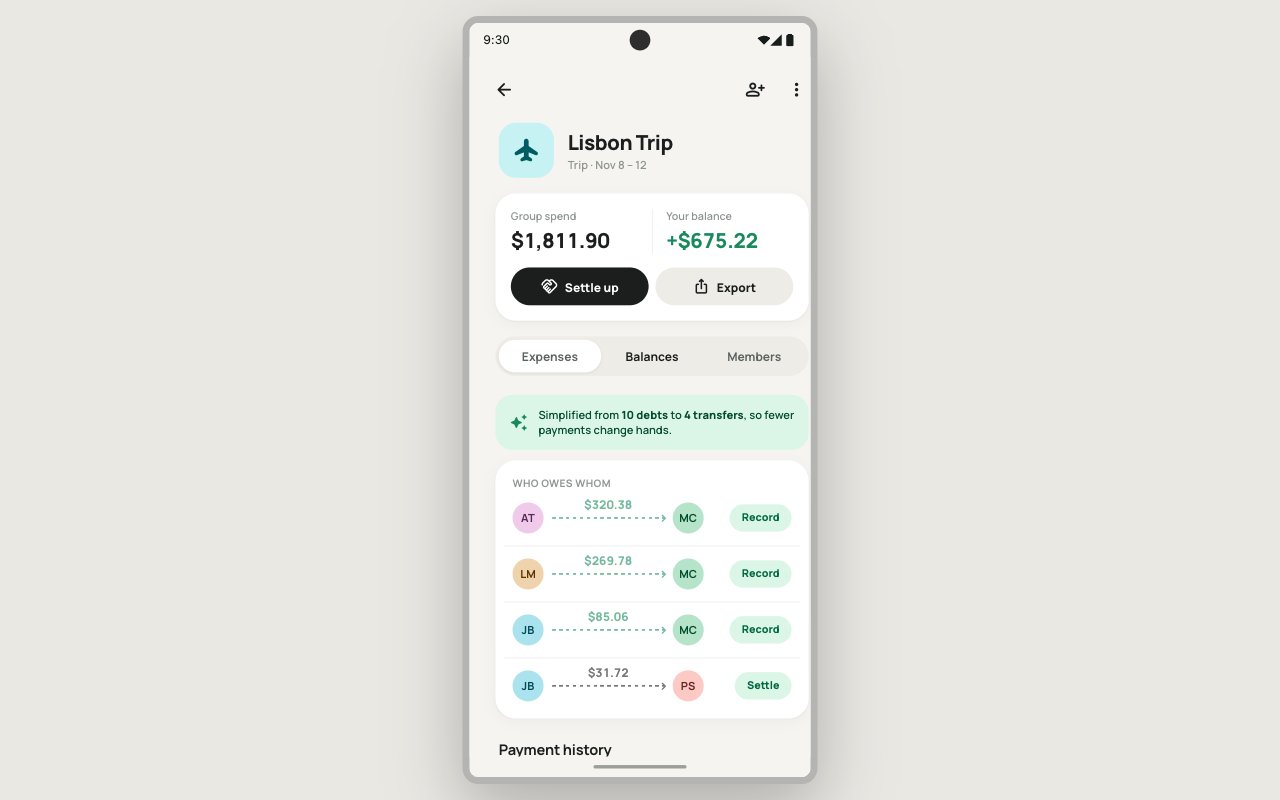 9:30
Lisbon Trip
Trip · Nov 8 – 12
Group spend
$1,811.90
Your balance
+$675.22
Settle up
Export
Expenses
Balances
Members
Simplified from 10 debts to 4 transfers, so fewer
payments change hands.
WHO OWES WHOM
AT
$320.38
MC
Record
LM
$269.78
MC
Record
JB
$85.06
MC
Record
JB
$31.72
PS
Settle
Payment history